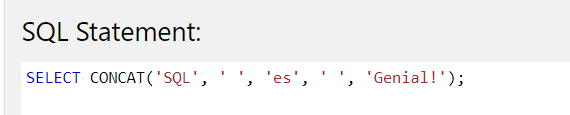 SQL Statement:
SELECT CONCAT('SQL', ' ', 'es', ' ', 'Genial!');